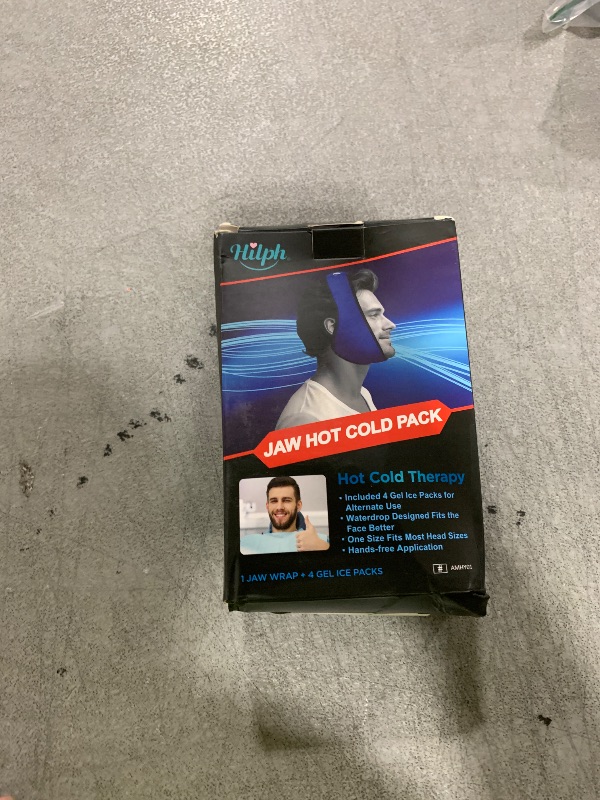 Hilph
JAW HOT COLD PACK
Hot Cold Therapy
• Included 4 Gel Ice Packs for
Alternate Use
• Waterdrop Designed Fits the
Face Better
• One Size Fits Most Head Sizes
• Hands-free Application
1 JAW WRAP + 4 GEL ICE PACKS
# AMHY01